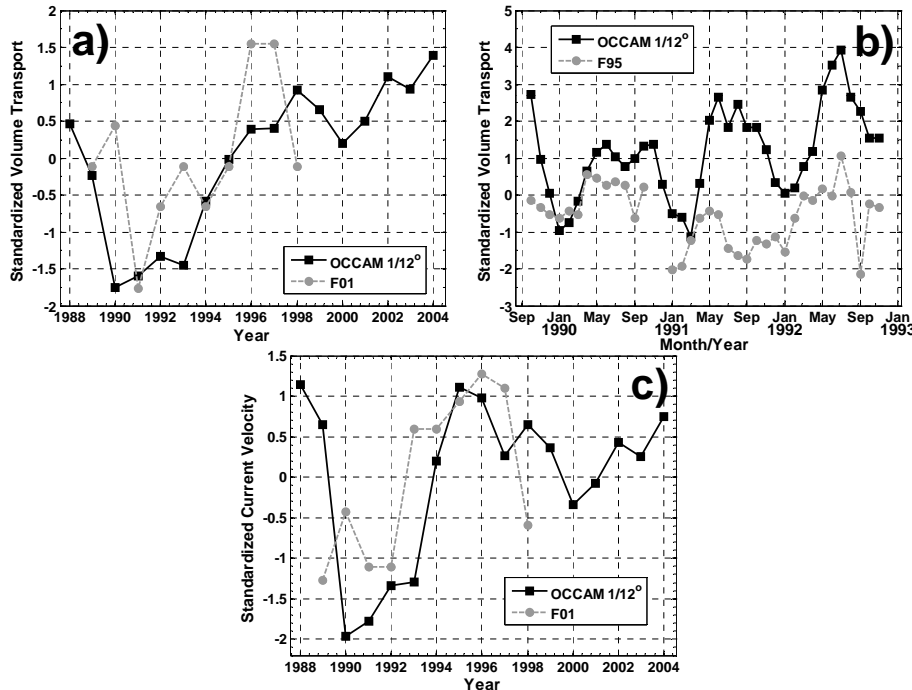 a)
Standardized Volume Transport
2
1.5
1
0.5
0
-0.5
-1
-1.5
-2
OCCAM 1/12°
F01
1988 1990 1992 1994 1996 1998 2000 2002 2004
Year
b)
Standardized Volume Transport
5
4
3
2
1
0
-1
-2
-3
OCCAM 1/12°
F95
Sep Jan May Sep Jan May Sep Jan May Sep Jan
1990 1991 1992 1993
Month/Year
c)
Standardized Current Velocity
1.5
1
0.5
0
-0.5
-1
-1.5
-2
OCCAM 1/12°
F01
1988 1990 1992 1994 1996 1998 2000 2002 2004
Year